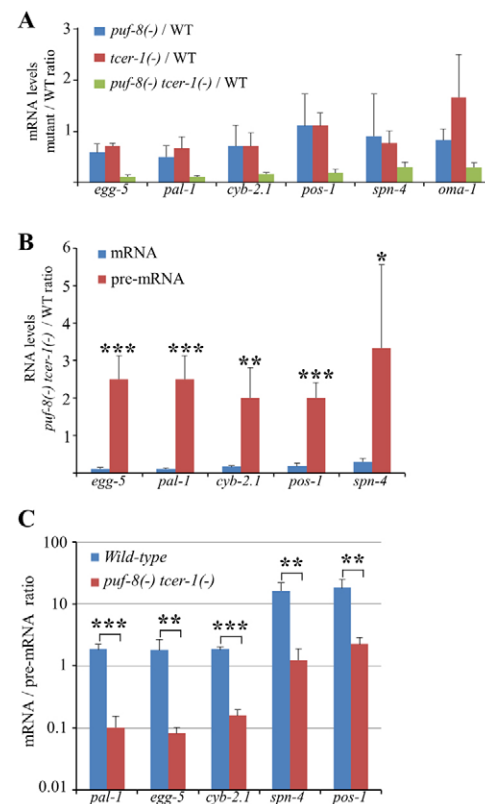 A
mRNA levels
mutant / WT ratio
3
2
1
puf-8(-) / WT
tcer-1(-) / WT
puf-8(-) tcer-1(-) / WT
egg-5 pal-1 cyb-2.1 pos-1 spn-4 oma-1
B
RNA levels
puf-8(-) tcer-1(-) / WT ratio
6
5
4
3
2
1
mRNA
pre-mRNA
*** *** ** *** *
egg-5 pal-1 cyb-2.1 pos-1 spn-4
C
mRNA / pre-mRNA ratio
100
10
1
0.1
0.01
Wild-type
puf-8(-) tcer-1(-)
*** ** *** ** **
pal-1 egg-5 cyb-2.1 spn-4 pos-1